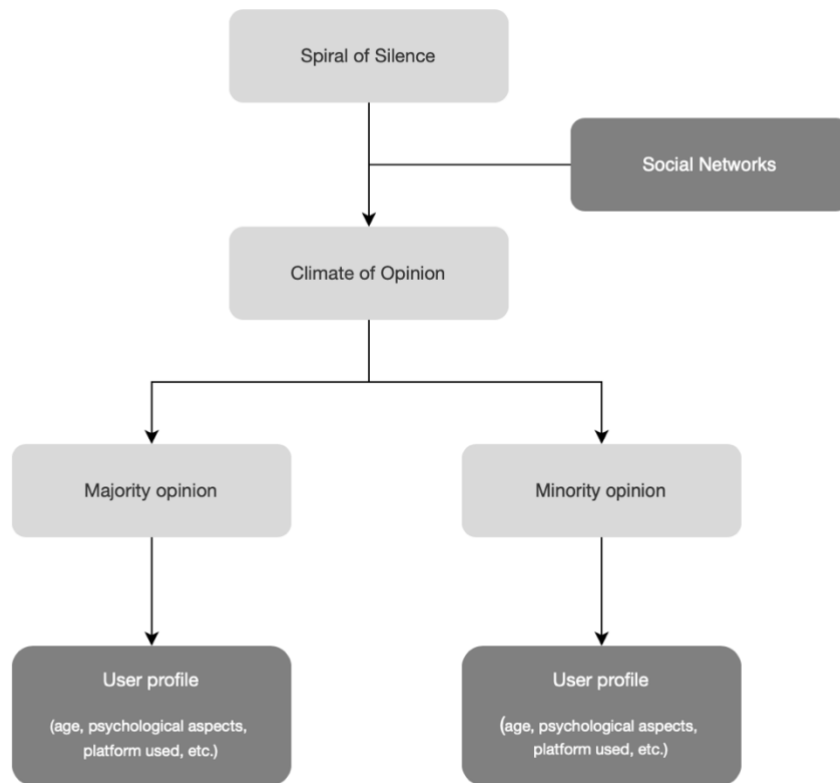 Spiral of Silence
Social Networks
Climate of Opinion
Majority opinion
Minority opinion
User profile
(age, psychological aspects,
platform used, etc.)
User profile
(age, psychological aspects,
platform used, etc.)